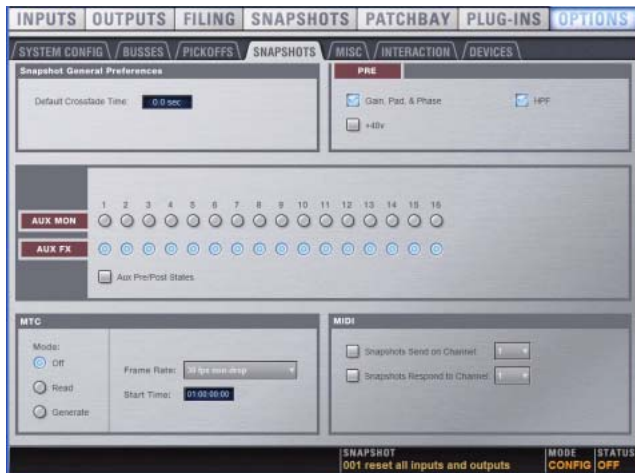 INPUTS OUTPUTS FILING SNAPSHOTS PATCHBAY PLUG-INS OPTIONS
SYSTEM CONFIG BUSSES PICKOFFS SNAPSHOTS MISC INTERACTION DEVICES
Snapshot General Preferences
Default Crossfade Time: 0.0 sec
PRE
Gain, Pad, & Phase HPF
+48v
1 2 3 4 5 6 7 8 9 10 11 12 13 14 15 16
AUX MON
AUX FX
Aux Pre/Post States
MTC
Mode:
Off
Read
Generate
Frame Rate: 30 fps non-drop
Start Time: 01:00:00:00
MIDI
Snapshots Send on Channel 1
Snapshots Respond to Channel 1
SNAPSHOT
001 reset all inputs and outputs
MODE
CONFIG
STATUS
OFF